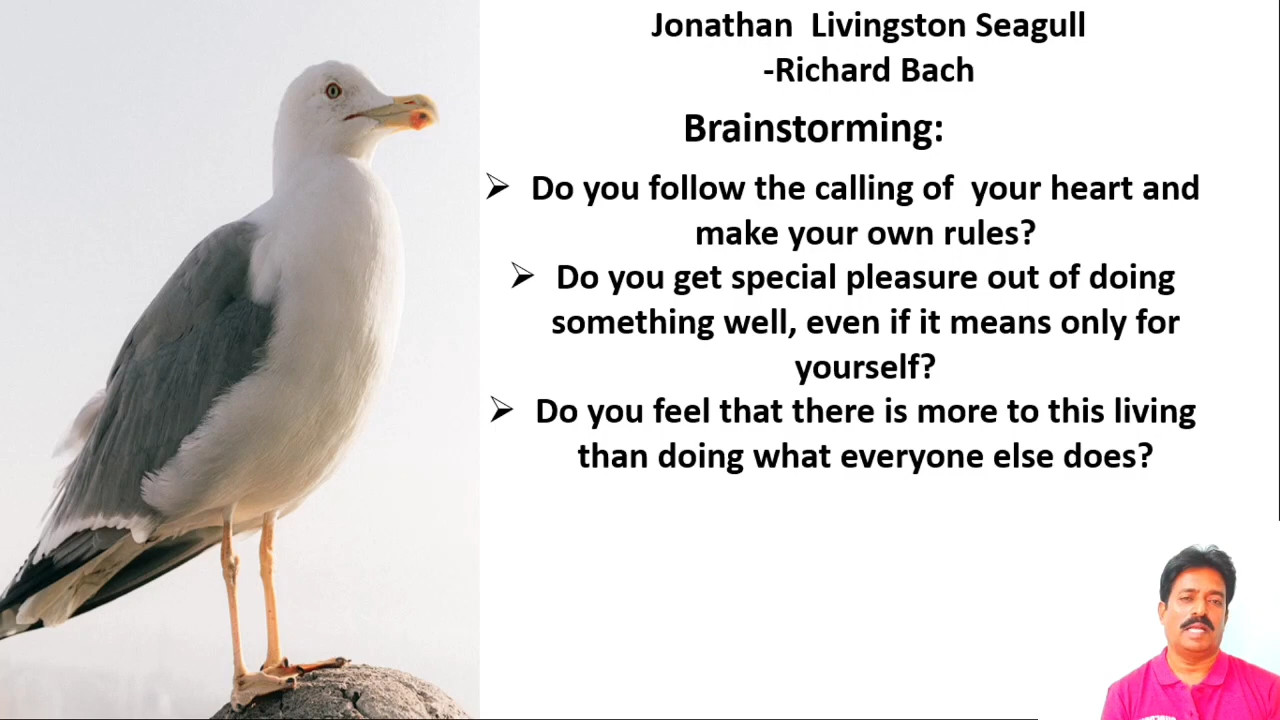 Jonathan  Livingston Seagull
-Richard Bach
Brainstorming:
➢ Do you follow the calling of  your heart and
make your own rules?
➢ Do you get special pleasure out of doing
something well, even if it means only for
yourself?
➢ Do you feel that there is more to this living
than doing what everyone else does?